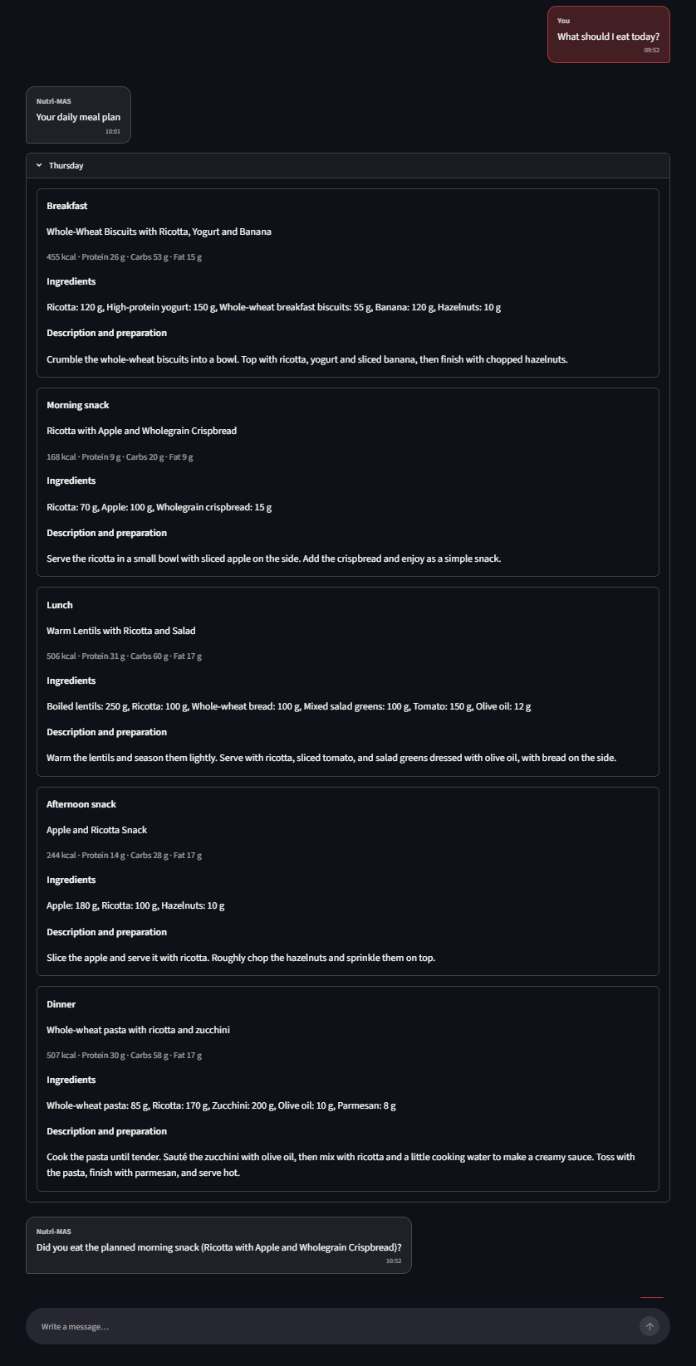 You
What should I eat today?
09:52
Nutri-MAS
Your daily meal plan
10:01
Thursday
Breakfast
Whole-Wheat Biscuits with Ricotta, Yogurt and Banana
455 kcal · Protein 26 g · Carbs 53 g · Fat 15 g
Ingredients
Ricotta: 120 g, High-protein yogurt: 150 g, Whole-wheat breakfast biscuits: 55 g, Banana: 120 g, Hazelnuts: 10 g
Description and preparation
Crumble the whole-wheat biscuits into a bowl. Top with ricotta, yogurt and sliced banana, then finish with chopped hazelnuts.
Morning snack
Ricotta with Apple and Wholegrain Crispbread
168 kcal · Protein 9 g · Carbs 20 g · Fat 9 g
Ingredients
Ricotta: 70 g, Apple: 100 g, Wholegrain crispbread: 15 g
Description and preparation
Serve the ricotta in a small bowl with sliced apple on the side. Add the crispbread and enjoy as a simple snack.
Lunch
Warm Lentils with Ricotta and Salad
506 kcal · Protein 31 g · Carbs 60 g · Fat 17 g
Ingredients
Boiled lentils: 250 g, Ricotta: 100 g, Whole-wheat bread: 100 g, Mixed salad greens: 100 g, Tomato: 150 g, Olive oil: 12 g
Description and preparation
Warm the lentils and season them lightly. Serve with ricotta, sliced tomato, and salad greens dressed with olive oil, with bread on the side.
Afternoon snack
Apple and Ricotta Snack
244 kcal · Protein 14 g · Carbs 28 g · Fat 17 g
Ingredients
Apple: 180 g, Ricotta: 100 g, Hazelnuts: 10 g
Description and preparation
Slice the apple and serve it with ricotta. Roughly chop the hazelnuts and sprinkle them on top.
Dinner
Whole-wheat pasta with ricotta and zucchini
507 kcal · Protein 30 g · Carbs 58 g · Fat 17 g
Ingredients
Whole-wheat pasta: 85 g, Ricotta: 170 g, Zucchini: 200 g, Olive oil: 10 g, Parmesan: 8 g
Description and preparation
Cook the pasta until tender. Sauté the zucchini with olive oil, then mix with ricotta and a little cooking water to make a creamy sauce. Toss with
the pasta, finish with parmesan, and serve hot.
Nutri-MAS
Did you eat the planned morning snack (Ricotta with Apple and Wholegrain Crispbread)?
10:52
Write a message...